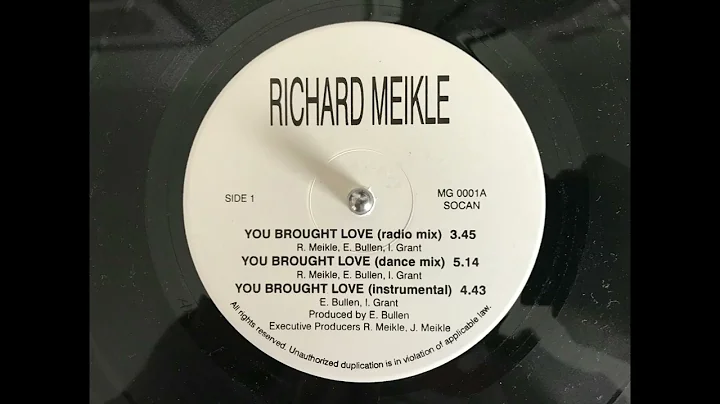 RICHARD MEIKLE
SIDE 1
MG 0001A
SOCAN
YOU BROUGHT LOVE (radio mix) 3.45
R. Meikle, E. Bullen, I. Grant
YOU BROUGHT LOVE (dance mix) 5.14
R. Meikle, E. Bullen, I. Grant
YOU BROUGHT LOVE (instrumental) 4.43
E. Bullen, I. Grant
Produced by E. Bullen
Executive Producers R. Meikle, J. Meikle
All rights reserved. Unauthorized duplication is in violation of applicable law.